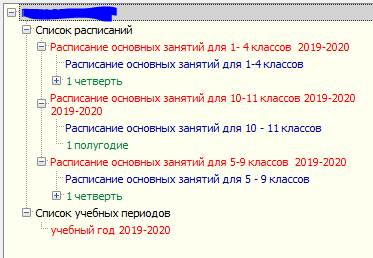 Список расписаний
Расписание основных занятий для 1- 4 классов 2019-2020
Расписание основных занятий для 1-4 классов
1 четверть
Расписание основных занятий для 10-11 классов 2019-2020
2019-2020
Расписание основных занятий для 10 - 11 классов
1 полугодие
Расписание основных занятий для 5-9 классов 2019-2020
Расписание основных занятий для 5 - 9 классов
1 четверть
Список учебных периодов
учебный год 2019-2020